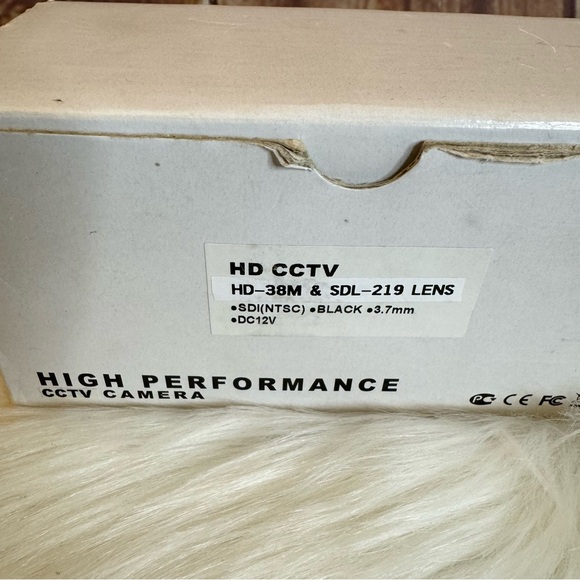 HD CCTV
HD-38M & SDL-219 LENS
•SDI(NTSC) •BLACK •3.7mm
•DC12V
HIGH PERFORMANCE
CCTV CAMERA
PG CE FC